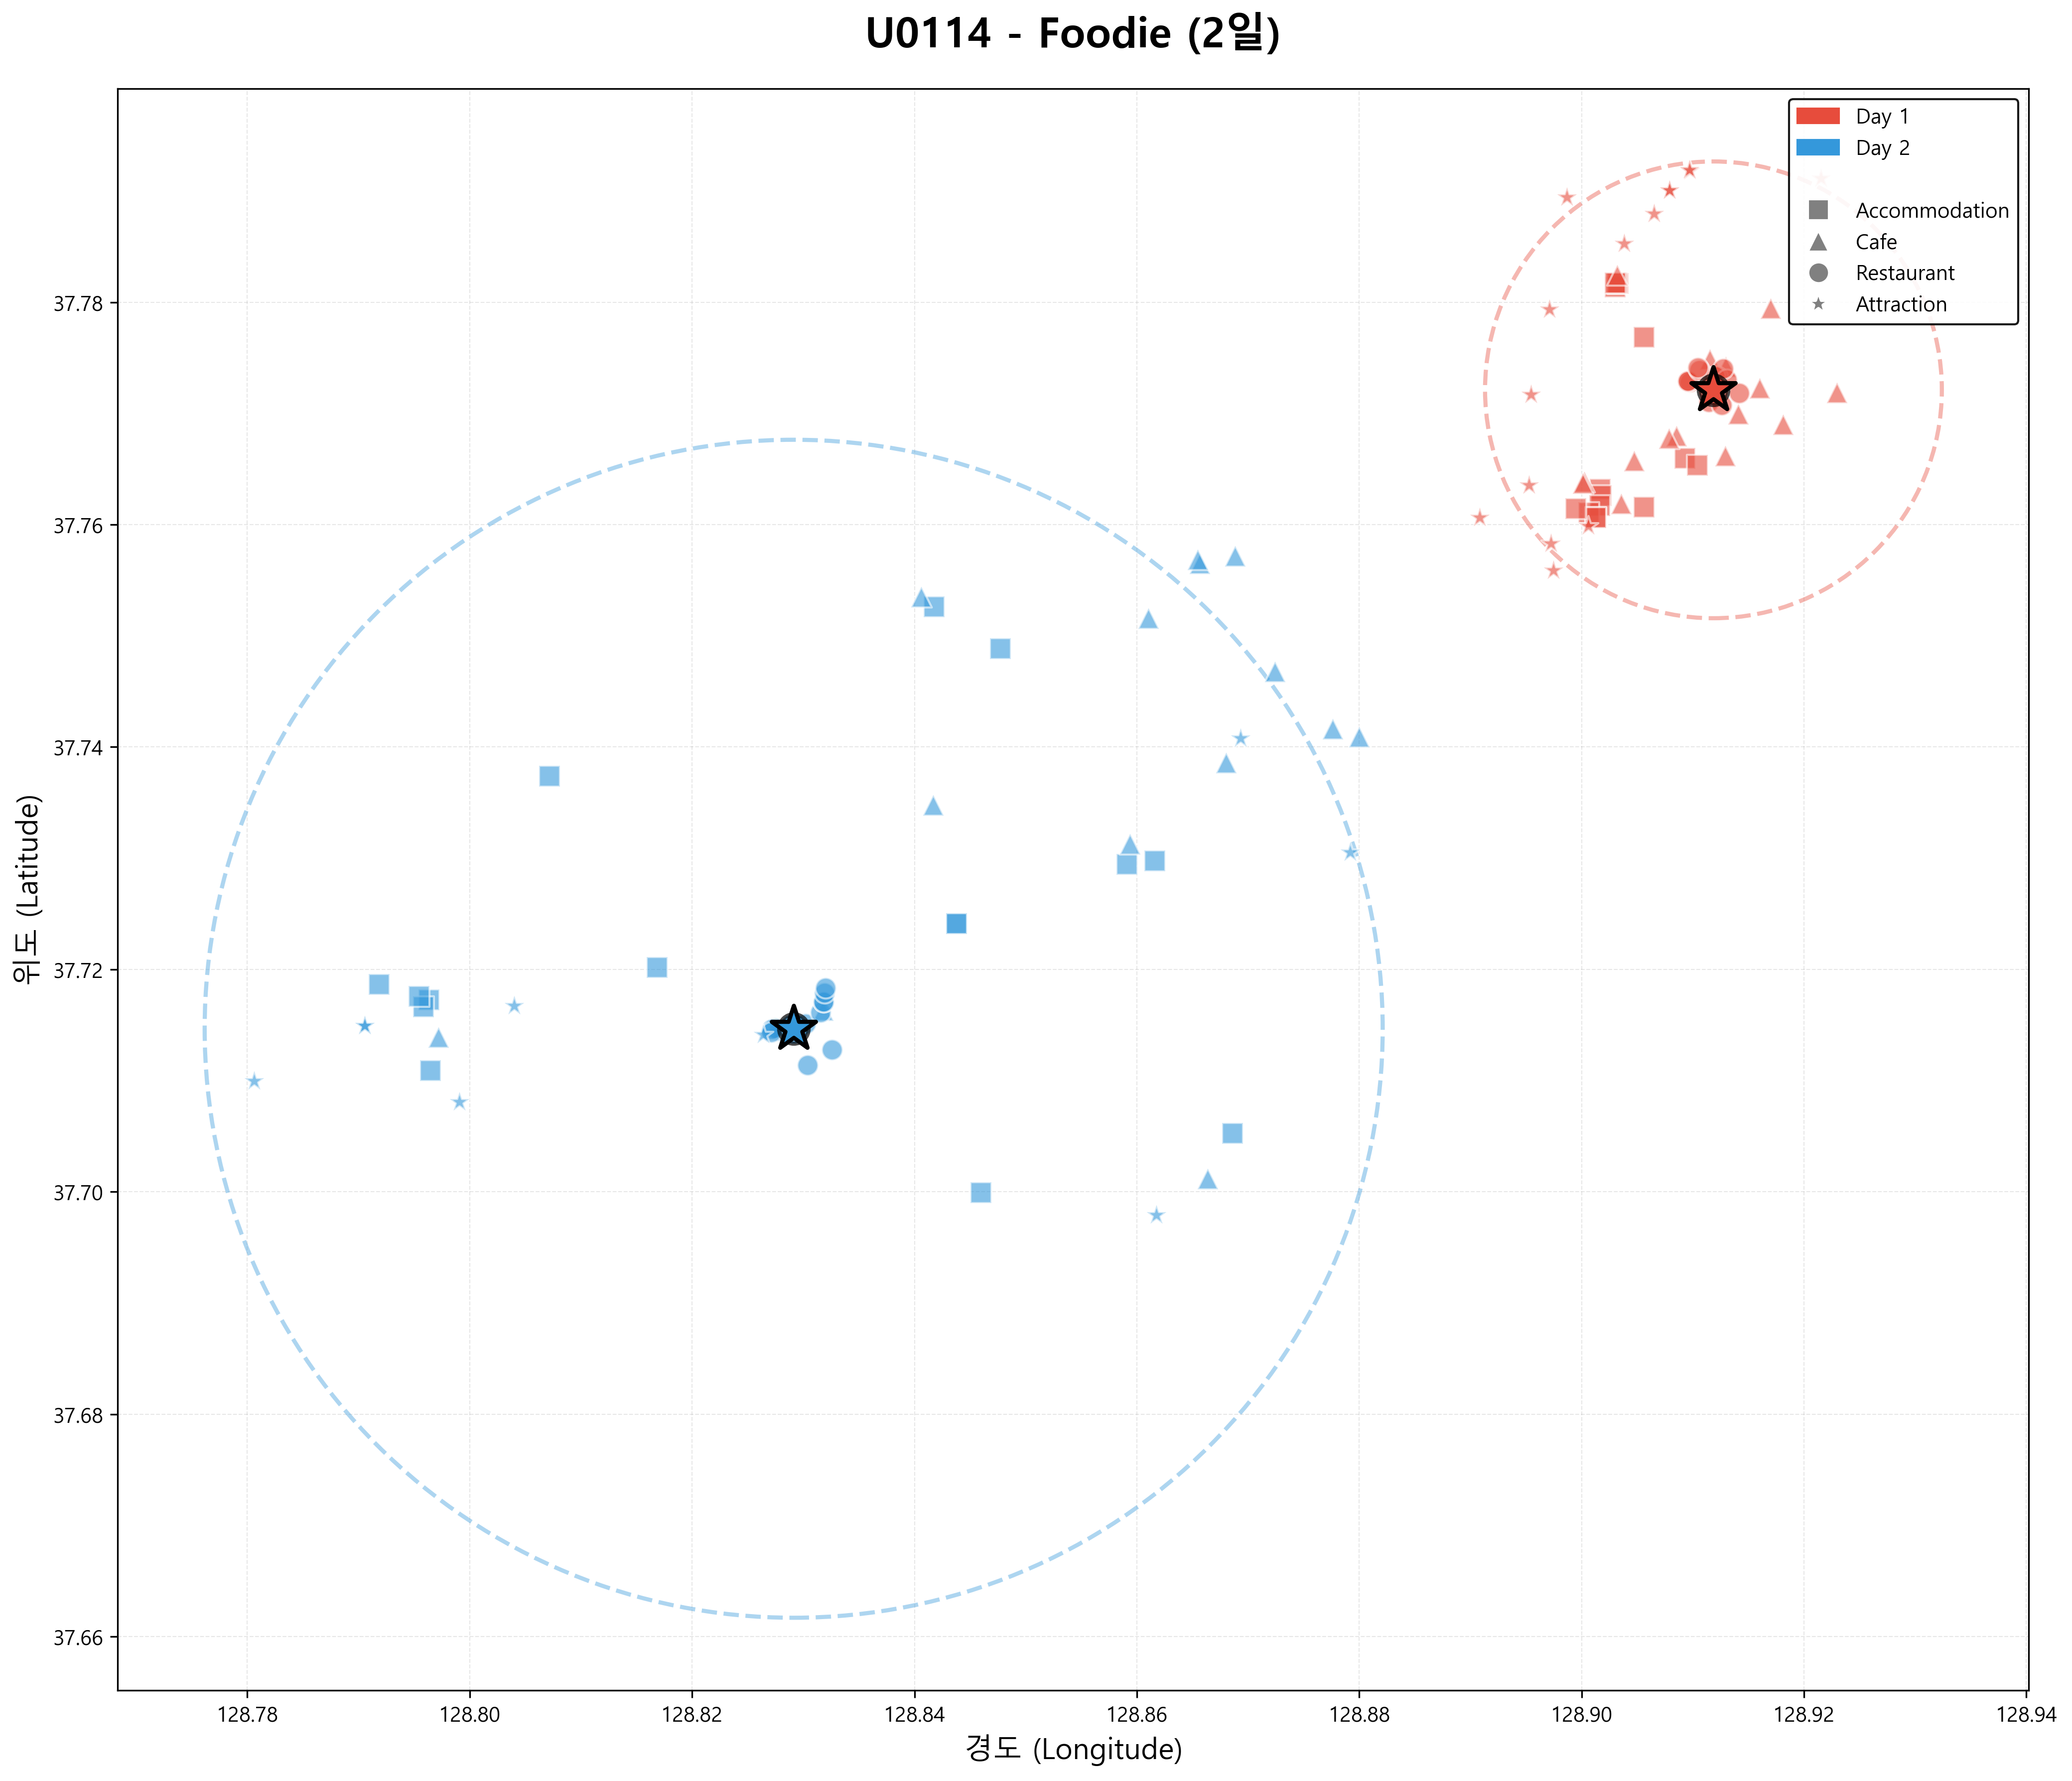 U0114 - Foodie (2일)
Day 1
Day 2
Accommodation
Cafe
Restaurant
Attraction
위도 (Latitude)
37.78
37.76
37.74
37.72
37.70
37.68
37.66
128.78
128.80
128.82
128.84
128.86
128.88
128.90
128.92
128.94
경도 (Longitude)